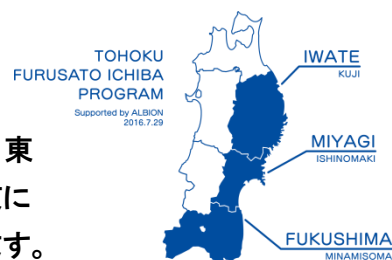 TOHOKU
FURUSATO ICHIBA
PROGRAM
Supported by ALBION
2016.7.29
IWATE
KUJI
MIYAGI
ISHINOMAKI
FUKUSHIMA
MINAMISOMA
東
に
す。